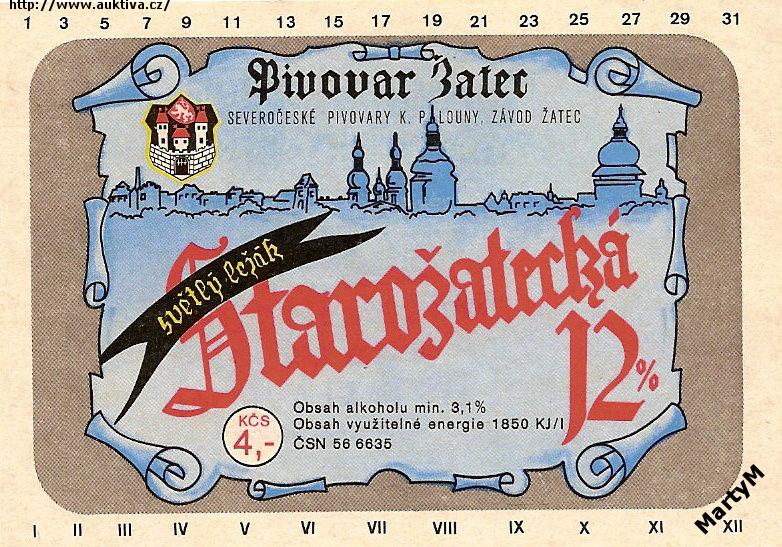 http://www.auktiva.cz/
1 3 5 7 9 11 13 15 17 19 21 23 25 27 29 31
Pivovar Žatec
SEVEROČESKÉ PIVOVARY K. P. LOUNY, ZÁVOD ŽATEC
světlý ležák
Starožatecká
12%
KČS
4,-
Obsah alkoholu min. 3,1%
Obsah využitelné energie 1850 KJ/l
ČSN 56 6635
I II III IV V VI VII VIII IX X XI XII
MartyM